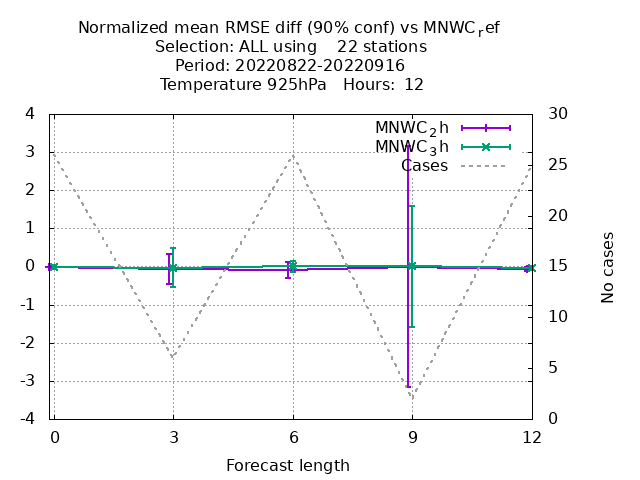 Normalized mean RMSE diff (90% conf) vs MNWC_ref
Selection: ALL using    22 stations
Period: 20220822-20220916
Temperature 925hPa   Hours:  12
MNWC_2h
MNWC_3h
Cases
4
3
2
1
0
-1
-2
-3
-4
30
25
20
15
10
5
0
No cases
0 3 6 9 12
Forecast length